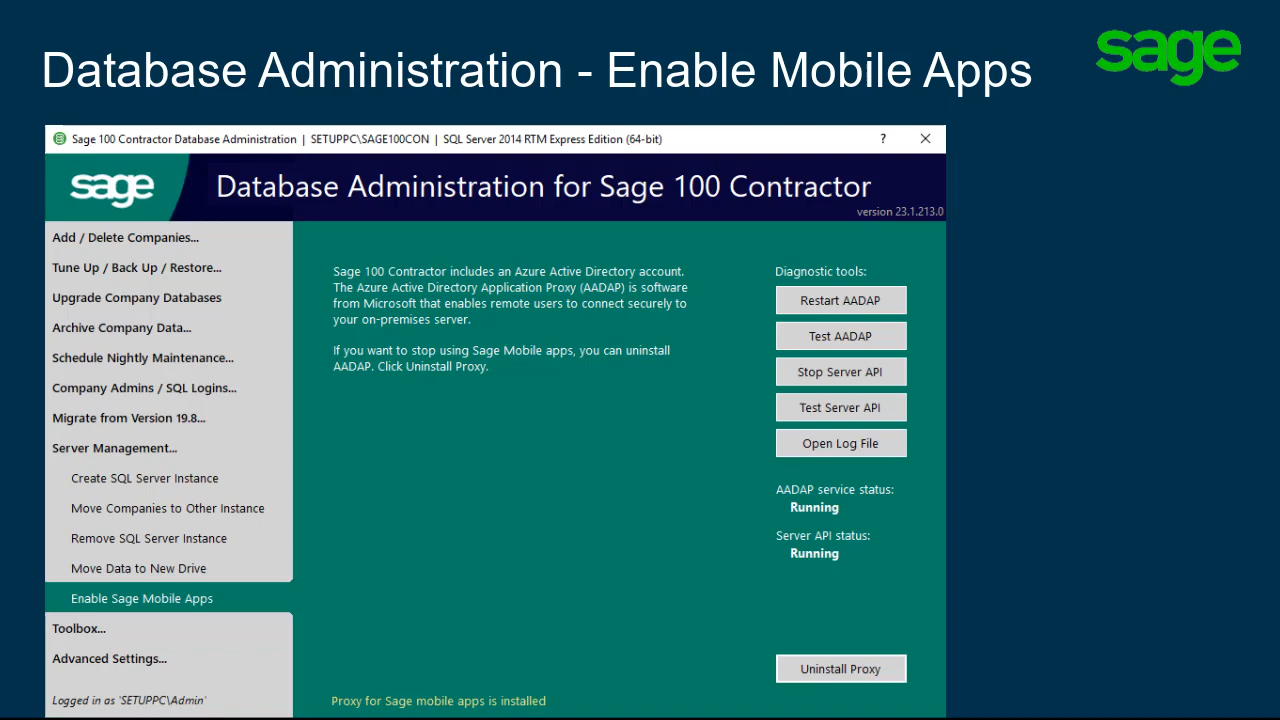 Database Administration - Enable Mobile Apps
sage
Sage 100 Contractor Database Administration | SETUPPC\SAGE100CON | SQL Server 2014 RTM Express Edition (64-bit)
?
sage
Database Administration for Sage 100 Contractor
version 23.1.213.0
Add / Delete Companies...
Tune Up / Back Up / Restore...
Upgrade Company Databases
Archive Company Data...
Schedule Nightly Maintenance...
Company Admins / SQL Logins...
Migrate from Version 19.8...
Server Management...
Create SQL Server Instance
Move Companies to Other Instance
Remove SQL Server Instance
Move Data to New Drive
Enable Sage Mobile Apps
Toolbox...
Advanced Settings...
Logged in as 'SETUPPC\Admin'
Sage 100 Contractor includes an Azure Active Directory account.
The Azure Active Directory Application Proxy (AADAP) is software
from Microsoft that enables remote users to connect securely to
your on-premises server.
If you want to stop using Sage Mobile apps, you can uninstall
AADAP. Click Uninstall Proxy.
Proxy for Sage mobile apps is installed
Diagnostic tools:
Restart AADAP
Test AADAP
Stop Server API
Test Server API
Open Log File
AADAP service status:
Running
Server API status:
Running
Uninstall Proxy